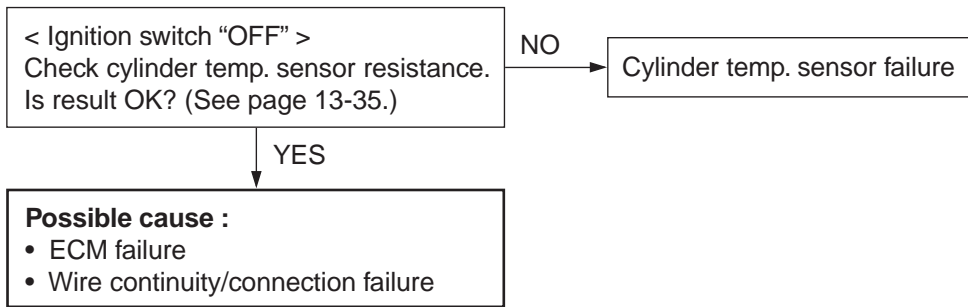 < Ignition switch “OFF” >
Check cylinder temp. sensor resistance.
Is result OK? (See page 13-35.)
NO
Cylinder temp. sensor failure
YES
Possible cause :
• ECM failure
• Wire continuity/connection failure